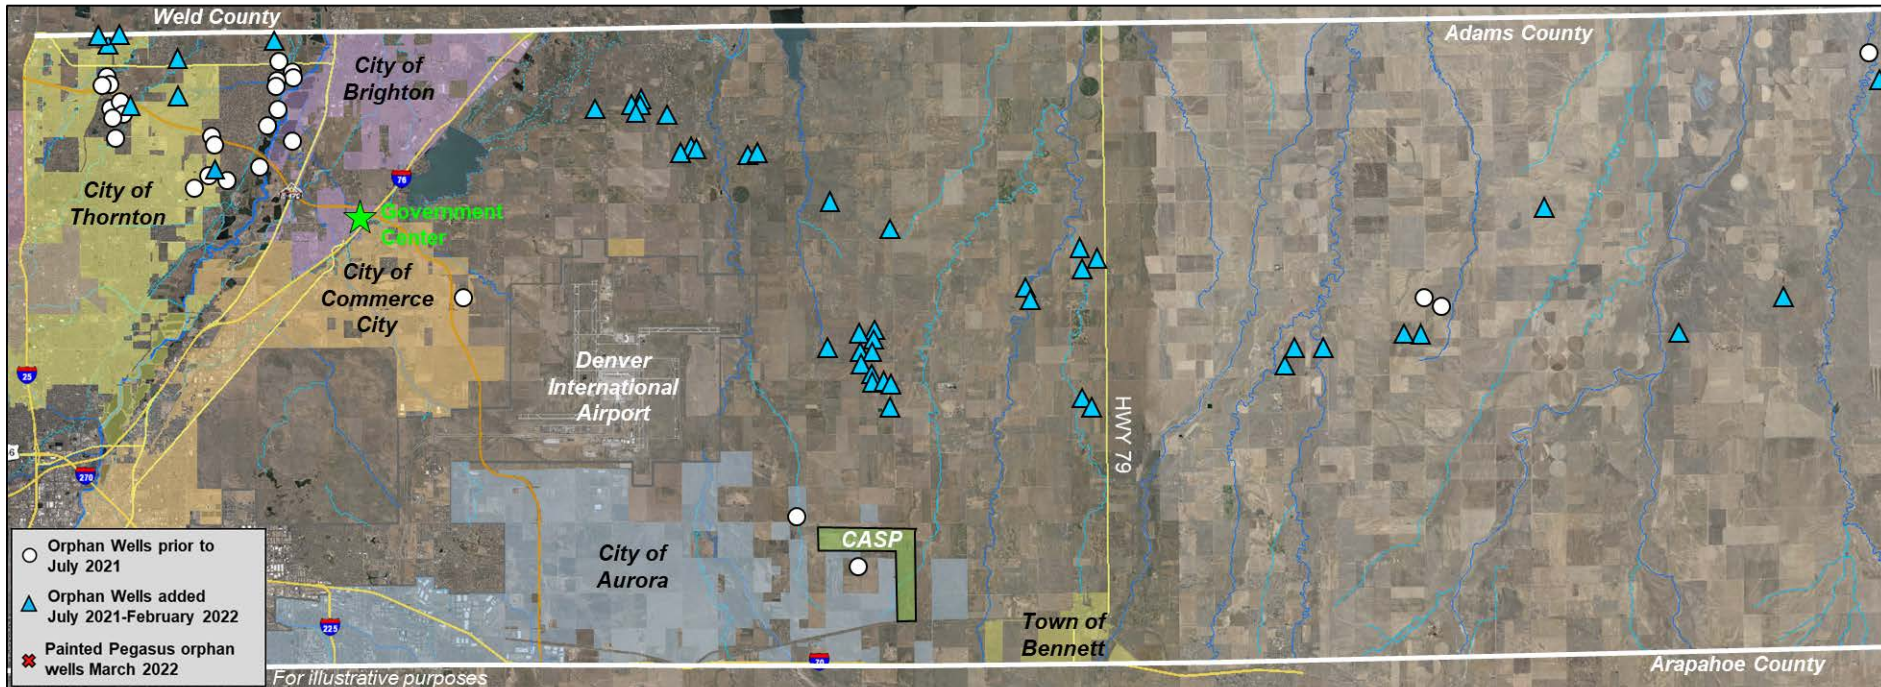 Weld County
Adams County
City of
Brighton
76
City of
Thornton
Government
Center
City of
Commerce
City
Denver
International
Airport
25
HWY 79
6
270
CASP
City of
Aurora
Orphan Wells prior to
July 2021
Orphan Wells added
July 2021-February 2022
Painted Pegasus orphan
wells March 2022
225
Town of
Bennett
70
Arapahoe County
For illustrative purposes